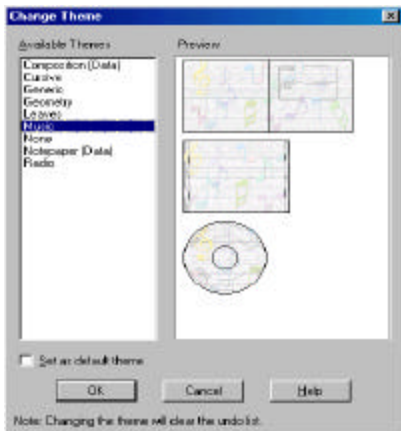 Change Theme
Available Themes
Preview
Composition (Data)
Cursive
Generic
Geometry
Leaves
Music
None
Notepaper (Data)
Radio
Set as default theme
OK
Cancel
Help
Note: Changing the theme will clear the undo list.